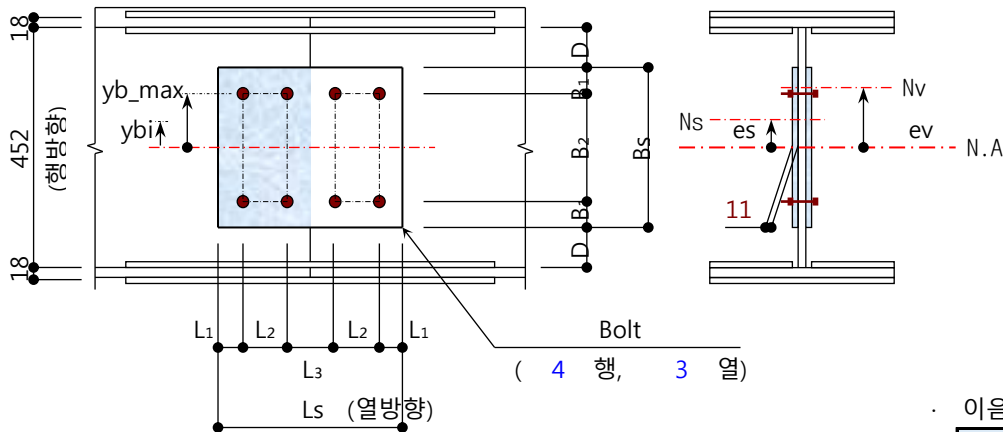 18
452
(행방향)
18
yb_max
ybi
D
B1
B2
B1
D
Bs
Ns
es
Nv
ev
N.A
11
L1 L2 L2 L1
L3
Ls (열방향)
Bolt
( 4 행, 3 열)
· 이음